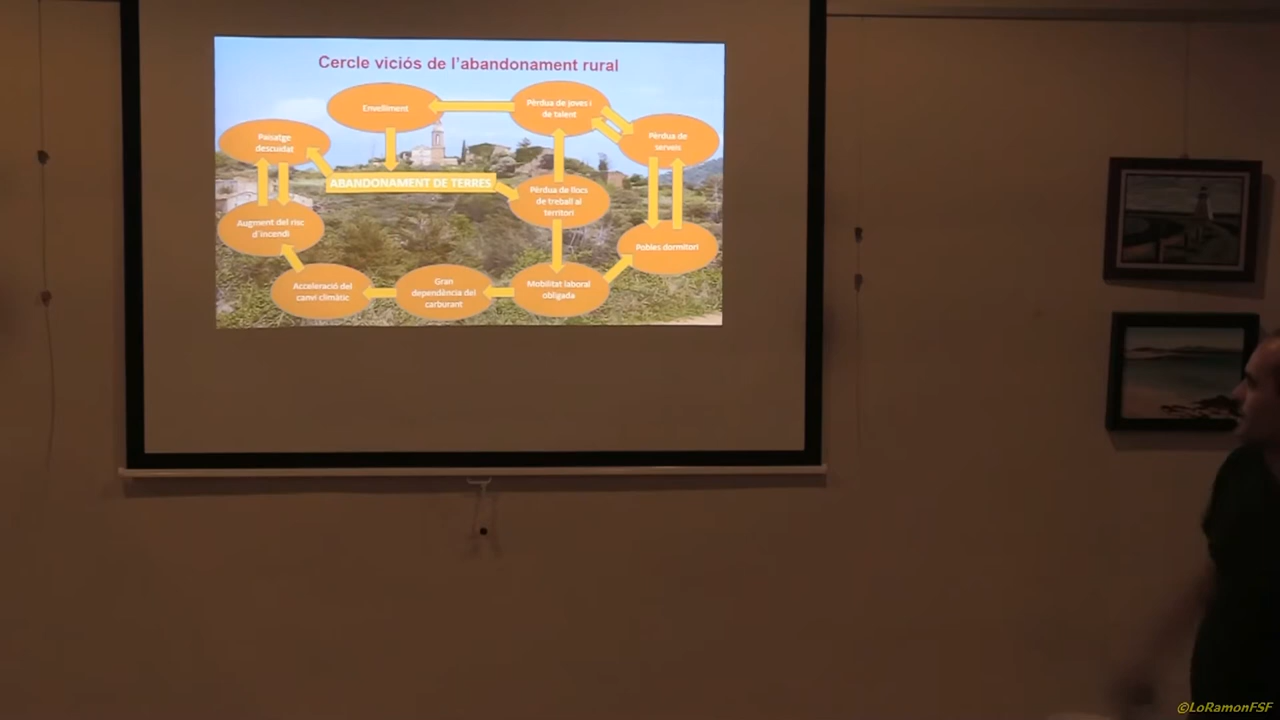 Cercle viciós de l'abandonament rural
Envelliment
Pèrdua de joves i
de talent
Paisatge
descuidat
Pèrdua de
serveis
ABANDONAMENT DE TERRES
Pèrdua de llocs
de treball al
territori
Augment del risc
d´incendi
Pobles dormitori
Acceleració del
canvi climàtic
Gran
dependència del
carburant
Mobilitat laboral
obligada
©LoRamonFSF